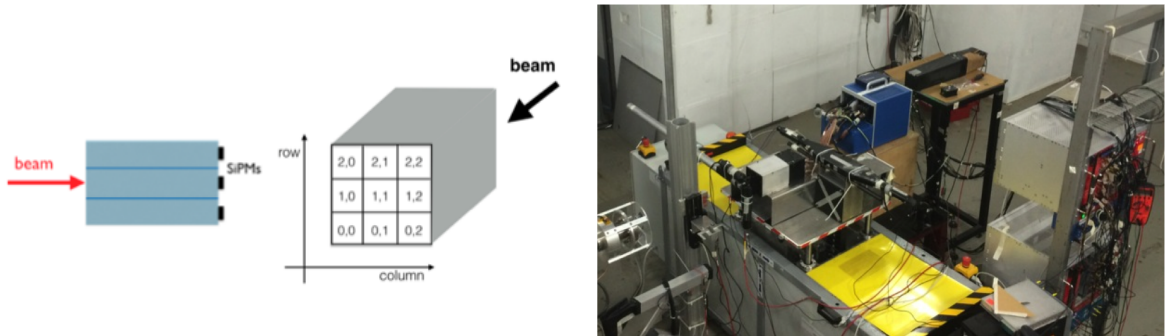 beam
SiPMs
beam
row
2,0 2,1 2,2
1,0 1,1 1,2
0,0 0,1 0,2
column